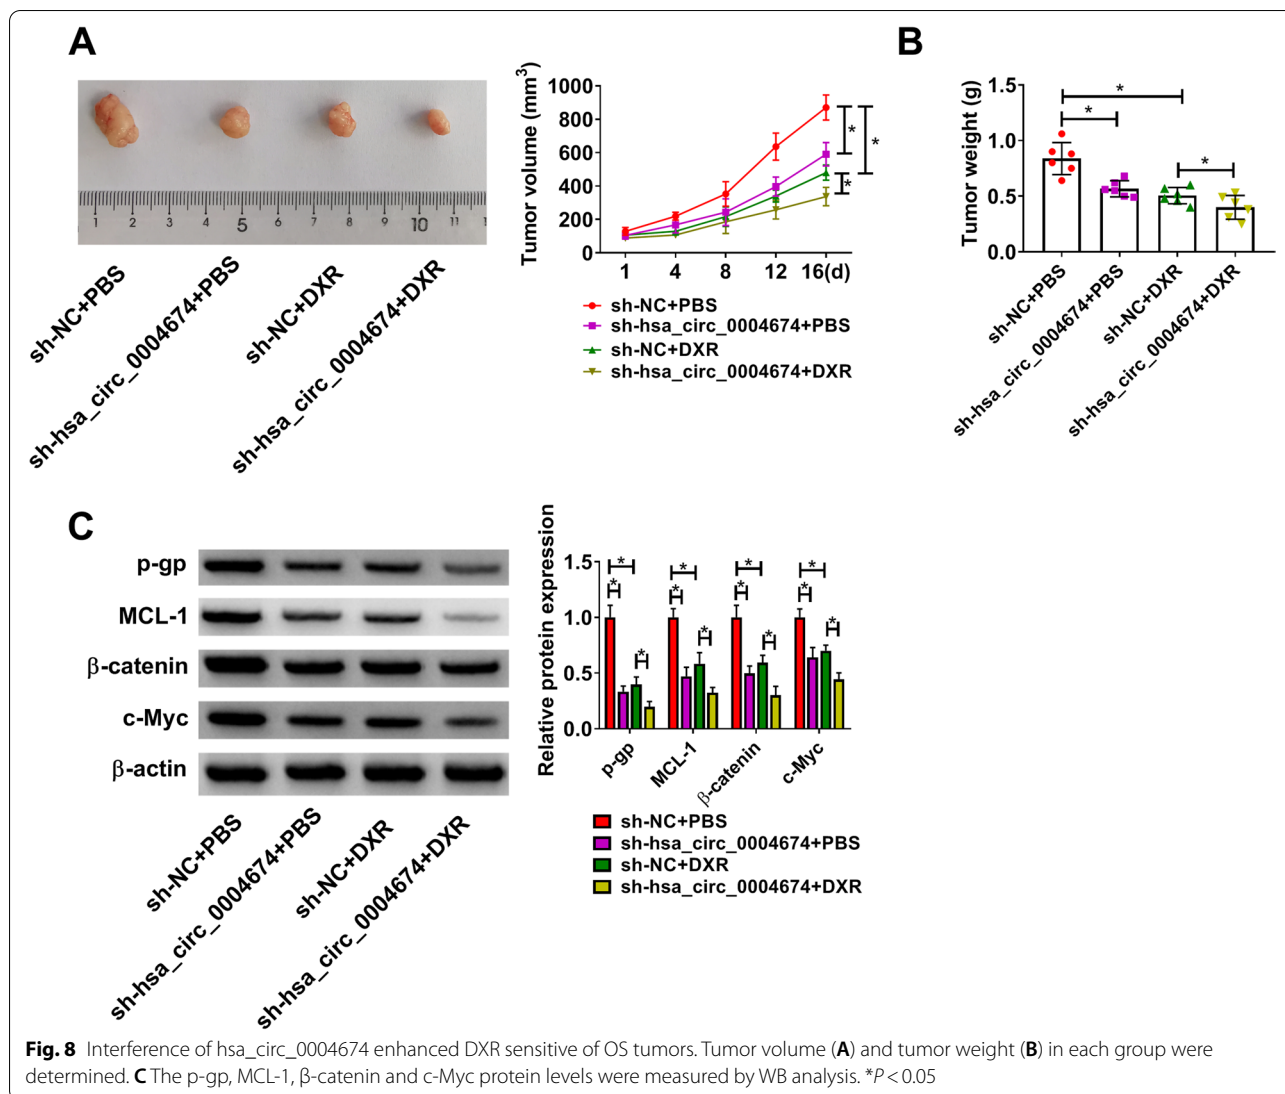 A
1 2 3 4 5 6 7 8 9 10 11
sh-NC+PBS
sh-hsa_circ_0004674+PBS
sh-NC+DXR
sh-hsa_circ_0004674+DXR
Tumor volume (mm³)
1000
800
600
400
200
0
1 4 8 12 16(d)
*
*
*
sh-NC+PBS
sh-hsa_circ_0004674+PBS
sh-NC+DXR
sh-hsa_circ_0004674+DXR
B
Tumor weight (g)
1.5
1.0
0.5
0.0
*
*
*
sh-NC+PBS
sh-hsa_circ_0004674+PBS
sh-NC+DXR
sh-hsa_circ_0004674+DXR
C
p-gp
MCL-1
β-catenin
c-Myc
β-actin
sh-NC+PBS
sh-hsa_circ_0004674+PBS
sh-NC+DXR
sh-hsa_circ_0004674+DXR
Relative protein expression
1.5
1.0
0.5
0.0
* * * *
* * * *
* * * *
p-gp
MCL-1
β-catenin
c-Myc
sh-NC+PBS
sh-hsa_circ_0004674+PBS
sh-NC+DXR
sh-hsa_circ_0004674+DXR
Fig. 8 Interference of hsa_circ_0004674 enhanced DXR sensitive of OS tumors. Tumor volume (A) and tumor weight (B) in each group were
determined. C The p-gp, MCL-1, β-catenin and c-Myc protein levels were measured by WB analysis. *P < 0.05